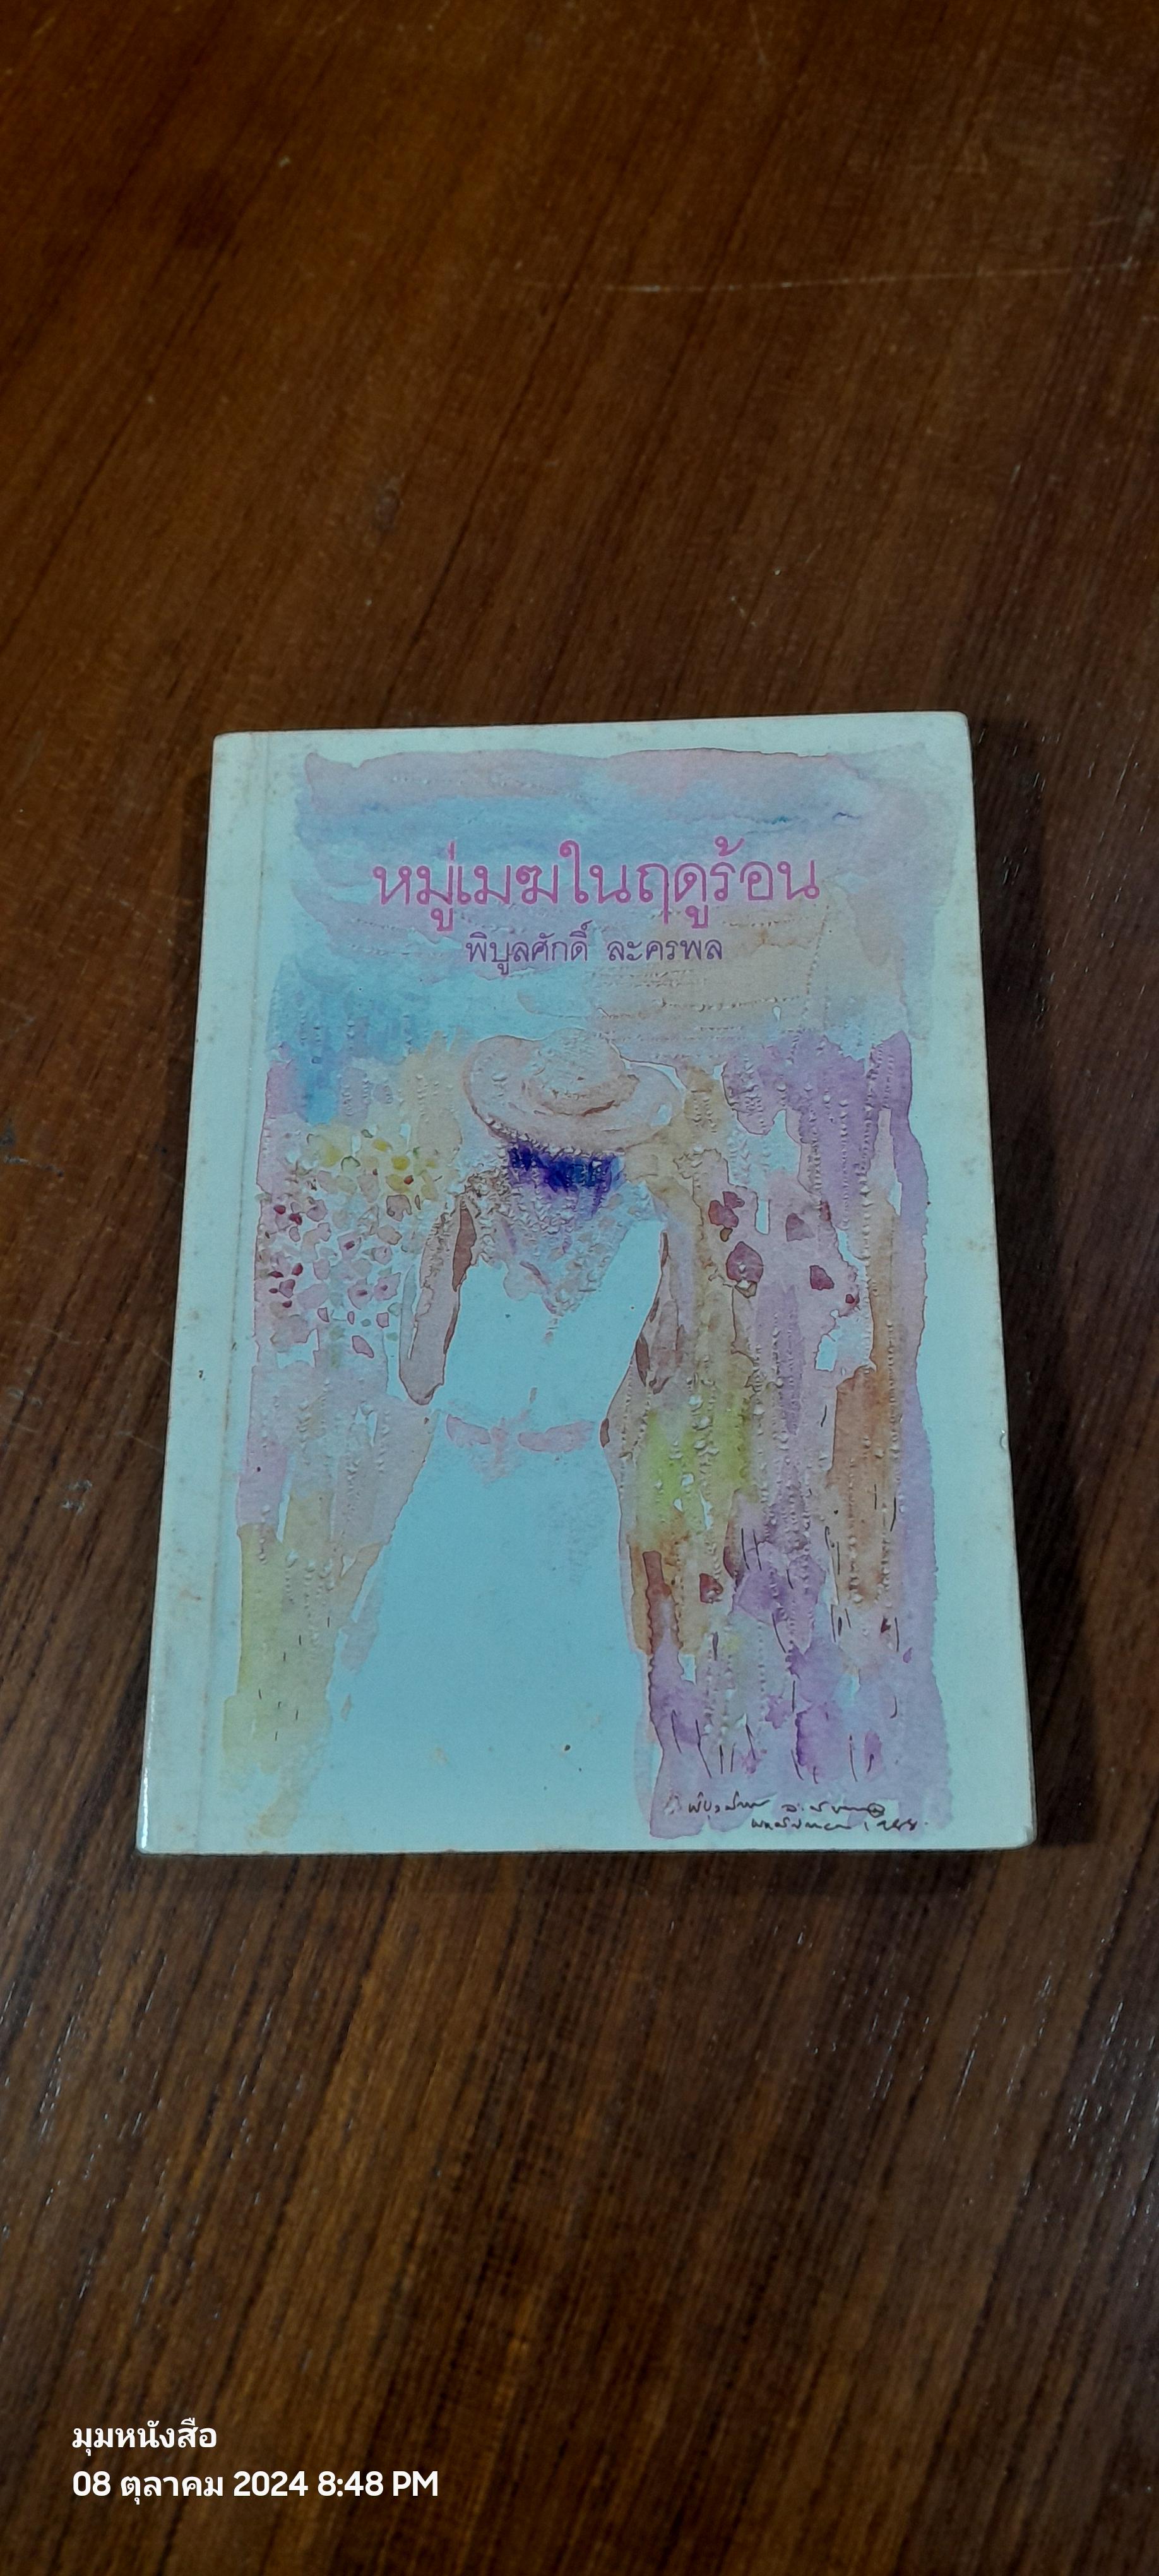 หมู่เมฆในฤดูร้อน
พิบูลศักดิ์ ละครพล
มุมหนังสือ
08 ตุลาคม 2024 8:48 PM